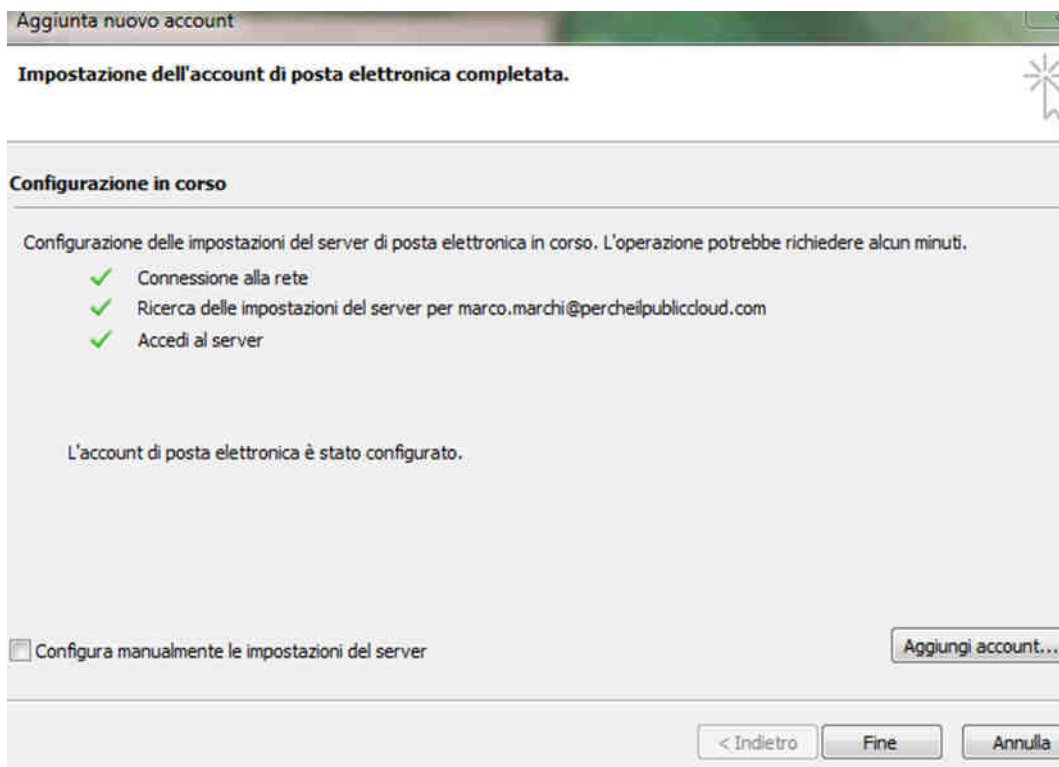 Aggiunta nuovo account
Impostazione dell'account di posta elettronica completata.
Configurazione in corso
Configurazione delle impostazioni del server di posta elettronica in corso. L'operazione potrebbe richiedere alcun minuti.
Connessione alla rete
Ricerca delle impostazioni del server per marco.marchi@percheilpubliccloud.com
Accedi al server
L'account di posta elettronica è stato configurato.
Configura manualmente le impostazioni del server
Aggiungi account...
< Indietro
Fine
Annulla